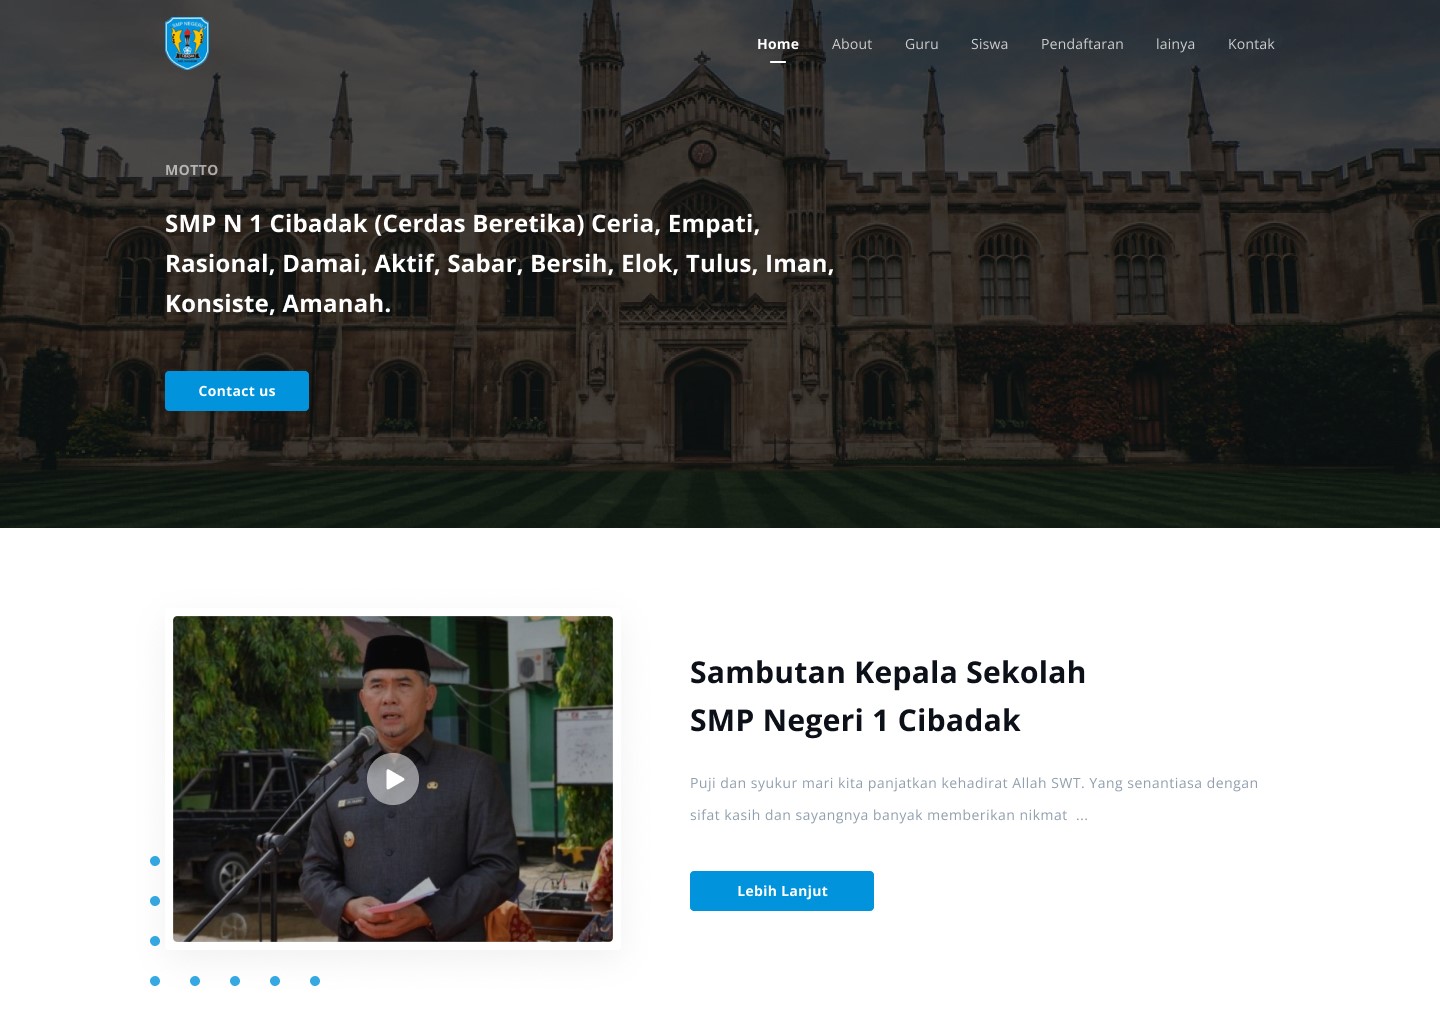 SMP NEGERI
Home
About
Guru
Siswa
Pendaftaran
lainya
Kontak
MOTTO
SMP N 1 Cibadak (Cerdas Beretika) Ceria, Empati,
Rasional, Damai, Aktif, Sabar, Bersih, Elok, Tulus, Iman,
Konsiste, Amanah.
Contact us
Sambutan Kepala Sekolah
SMP Negeri 1 Cibadak
Puji dan syukur mari kita panjatkan kehadirat Allah SWT. Yang senantiasa dengan
sifat kasih dan sayangnya banyak memberikan nikmat ...
Lebih Lanjut